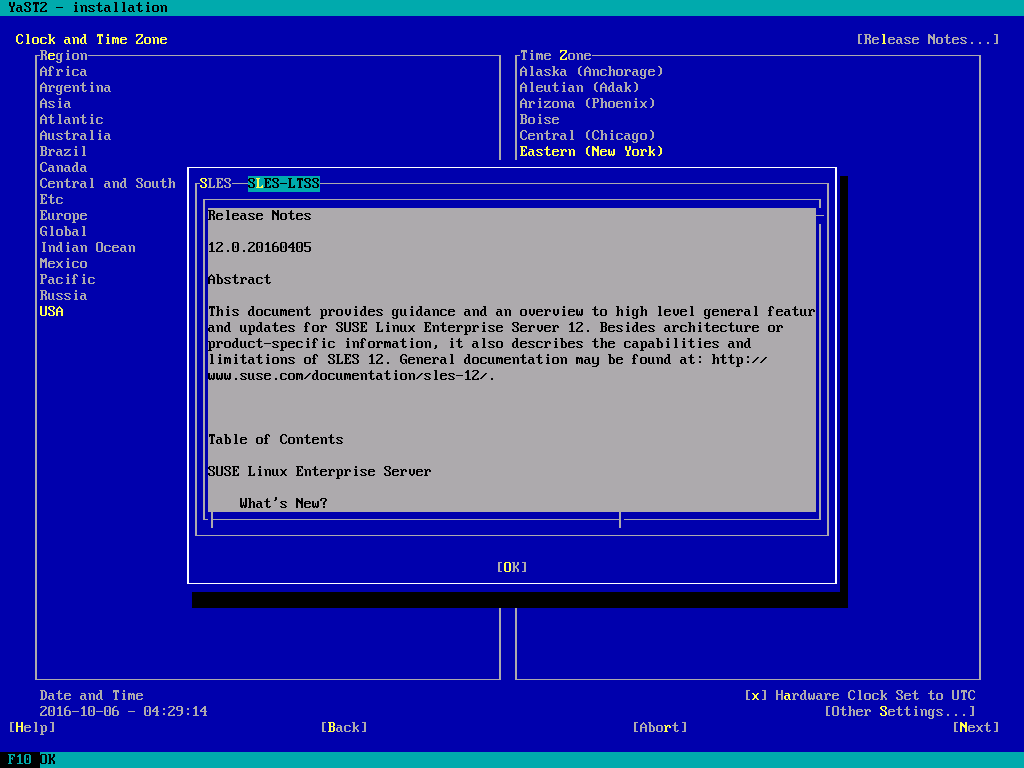 YaST2 - installation
Clock and Time Zone [Release Notes...]
Region
Africa
Argentina
Asia
Atlantic
Australia
Brazil
Canada
Central and South
Etc
Europe
Global
Indian Ocean
Mexico
Pacific
Russia
USA
Time Zone
Alaska (Anchorage)
Aleutian (Adak)
Arizona (Phoenix)
Boise
Central (Chicago)
Eastern (New York)
SLES SLES-LTSS
Release Notes
12.0.20160405
Abstract
This document provides guidance and an overview to high level general featur
and updates for SUSE Linux Enterprise Server 12. Besides architecture or
product-specific information, it also describes the capabilities and
limitations of SLES 12. General documentation may be found at: http://
www.suse.com/documentation/sles-12/.
Table of Contents
SUSE Linux Enterprise Server
What's New?
[OK]
Date and Time
2016-10-06 - 04:29:14
[x] Hardware Clock Set to UTC
[Other Settings...]
[Help] [Back] [Abort] [Next]
F10 OK